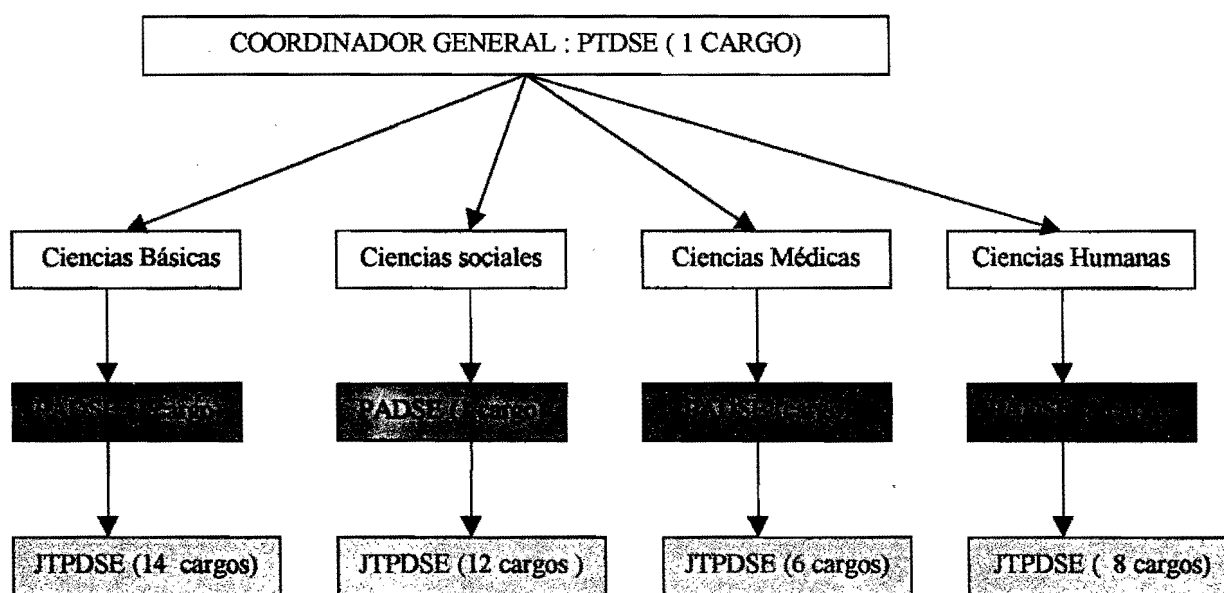 COORDINADOR GENERAL : PTDSE ( 1 CARGO)
Ciencias Básicas
Ciencias sociales
Ciencias Médicas
Ciencias Humanas
PADSE ( cargo
JTPDSE (14 cargos)
JTPDSE (12 cargos )
JTPDSE (6 cargos)
JTPDSE ( 8 cargos)